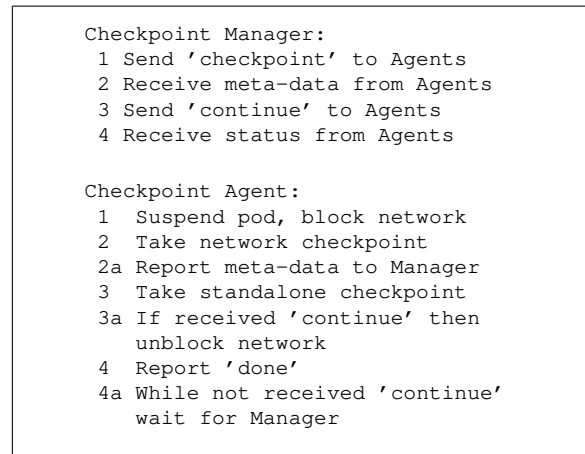 Checkpoint Manager:
1 Send ’checkpoint’ to Agents
2 Receive meta-data from Agents
3 Send ’continue’ to Agents
4 Receive status from Agents
Checkpoint Agent:
1 Suspend pod, block network
2 Take network checkpoint
2a Report meta-data to Manager
3 Take standalone checkpoint
3a If received ’continue’ then
unblock network
4 Report ’done’
4a While not received ’continue’
wait for Manager